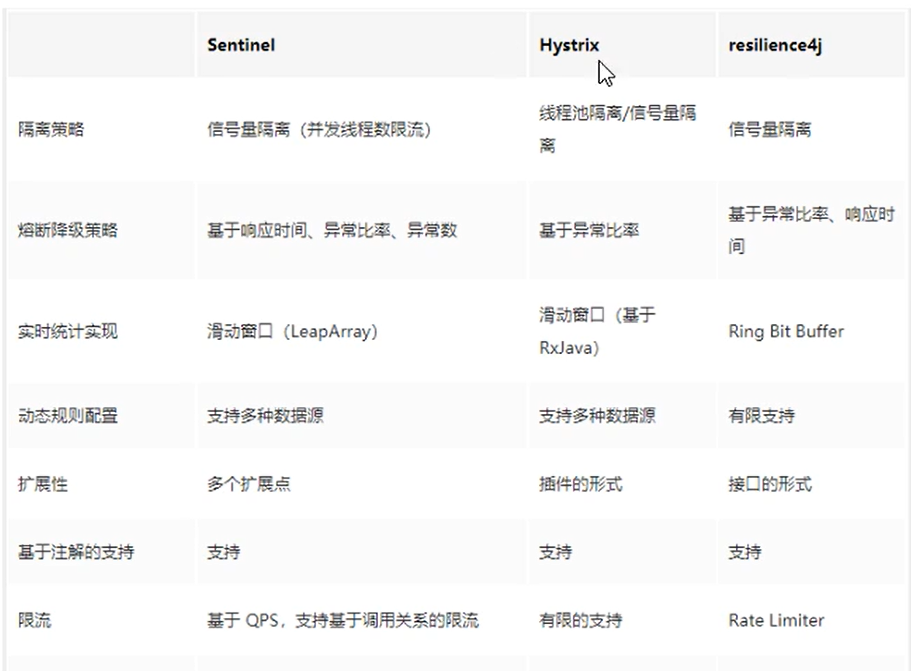 Sentinel Hystrix resilience4j
隔离策略 信号量隔离（并发线程数限流） 线程池隔离/信号量隔离 信号量隔离
熔断降级策略 基于响应时间、异常比率、异常数 基于异常比率 基于异常比率、响应时间
实时统计实现 滑动窗口（LeapArray） 滑动窗口（基于 RxJava） Ring Bit Buffer
动态规则配置 支持多种数据源 支持多种数据源 有限支持
扩展性 多个扩展点 插件的形式 接口的形式
基于注解的支持 支持 支持 支持
限流 基于 QPS，支持基于调用关系的限流 有限的支持 Rate Limiter